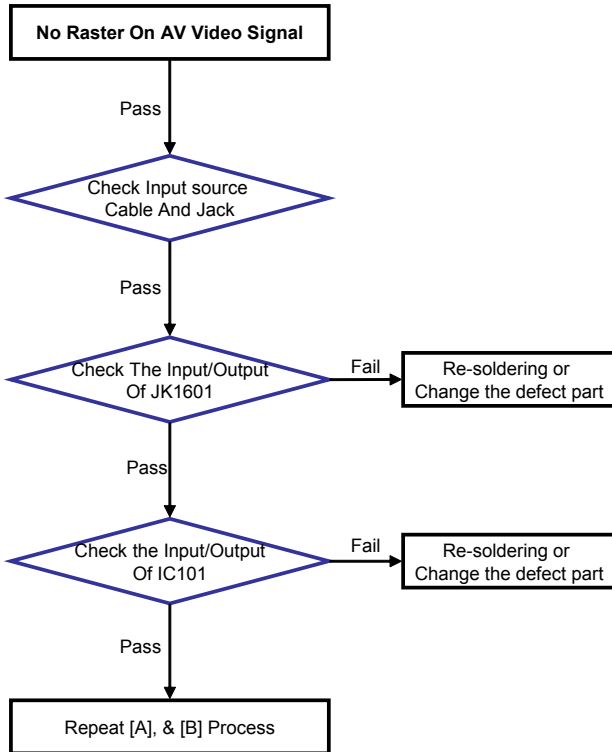 No Raster On AV Video Signal
Pass
Check Input source
Cable And Jack
Pass
Check The Input/Output
Of JK1601
Fail
Re-soldering or
Change the defect part
Pass
Check the Input/Output
Of IC101
Fail
Re-soldering or
Change the defect part
Pass
Repeat [A], & [B] Process